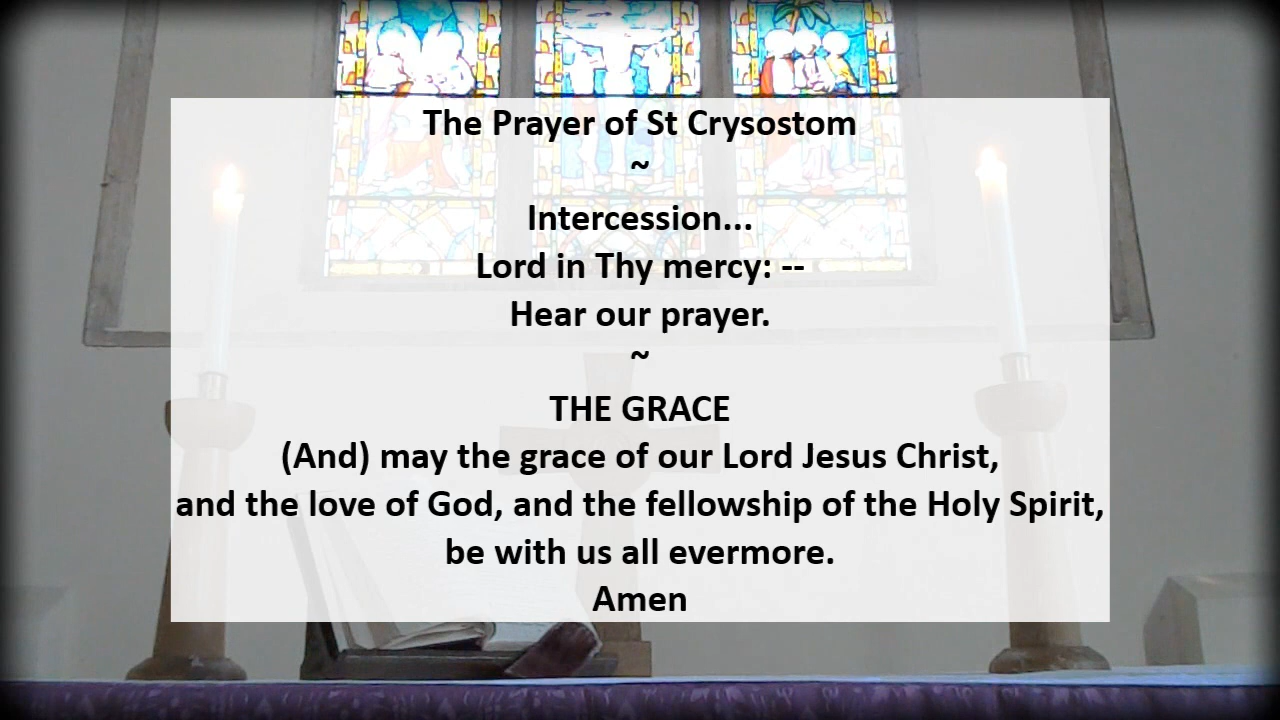 The Prayer of St Crysostom
~
Intercession...
Lord in Thy mercy: --
Hear our prayer.
~
THE GRACE
(And) may the grace of our Lord Jesus Christ,
and the love of God, and the fellowship of the Holy Spirit,
be with us all evermore.
Amen